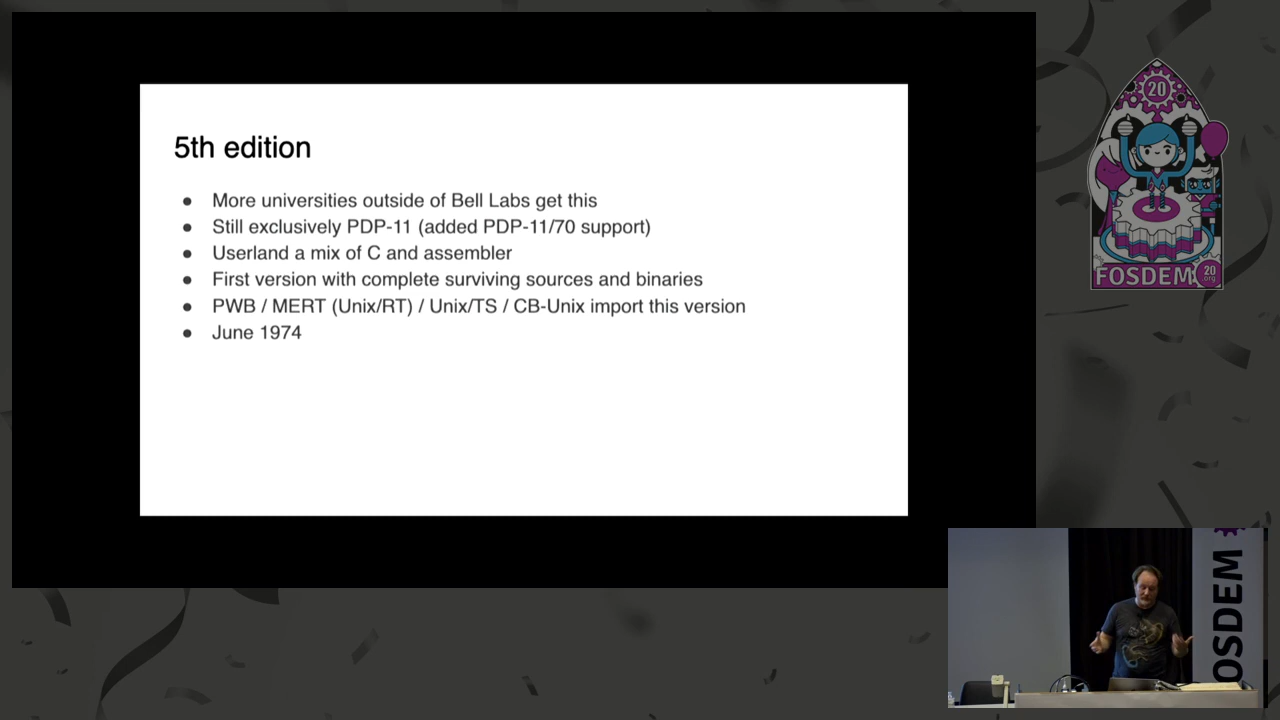 5th edition
● More universities outside of Bell Labs get this
● Still exclusively PDP-11 (added PDP-11/70 support)
● Userland a mix of C and assembler
● First version with complete surviving sources and binaries
● PWB / MERT (Unix/RT) / Unix/TS / CB-Unix import this version
● June 1974
20
FOSDEM
20
.org
OSDEM